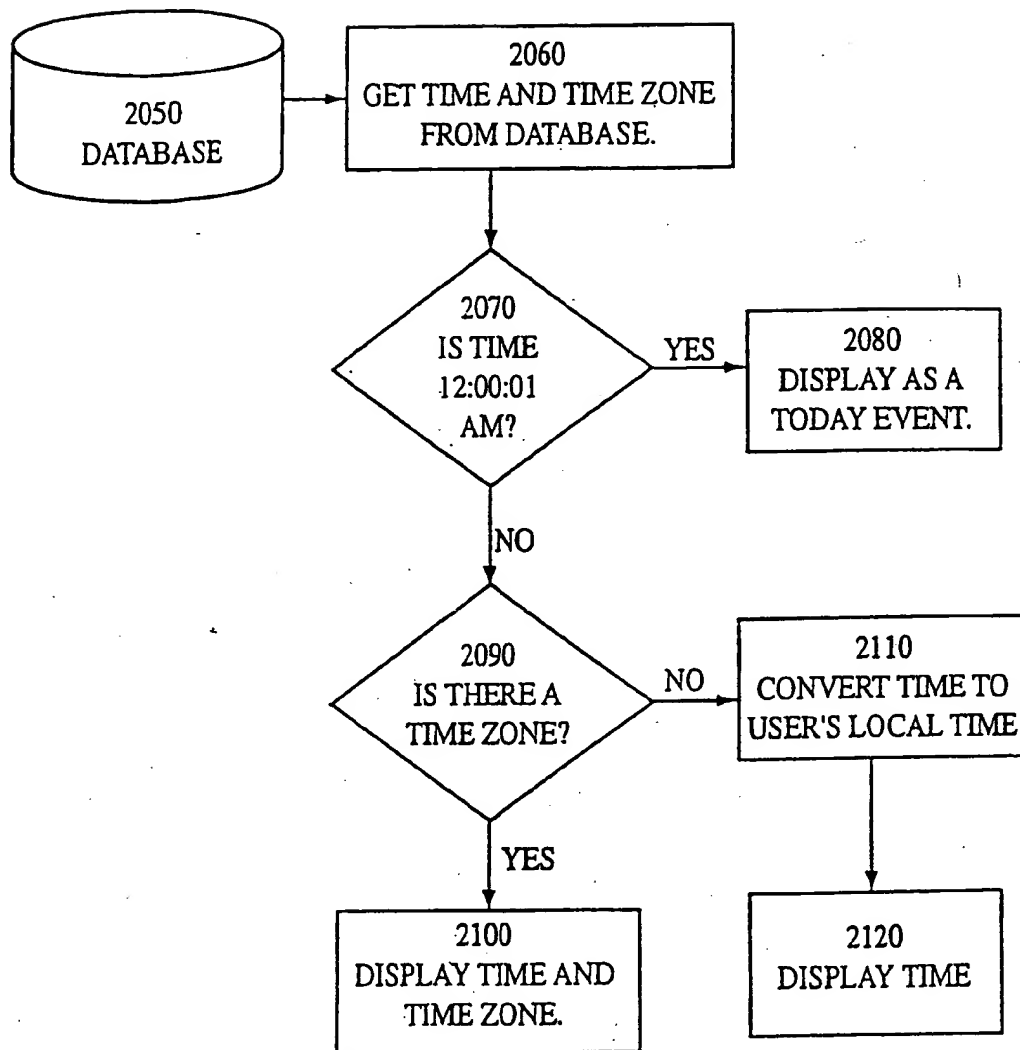 2050
DATABASE
2060
GET TIME AND TIME ZONE
FROM DATABASE.
2070
IS TIME
12:00:01
AM?
YES
2080
DISPLAY AS A
TODAY EVENT.
NO
2090
IS THERE A
TIME ZONE?
NO
2110
CONVERT TIME TO
USER'S LOCAL TIME
YES
2100
DISPLAY TIME AND
TIME ZONE.
2120
DISPLAY TIME